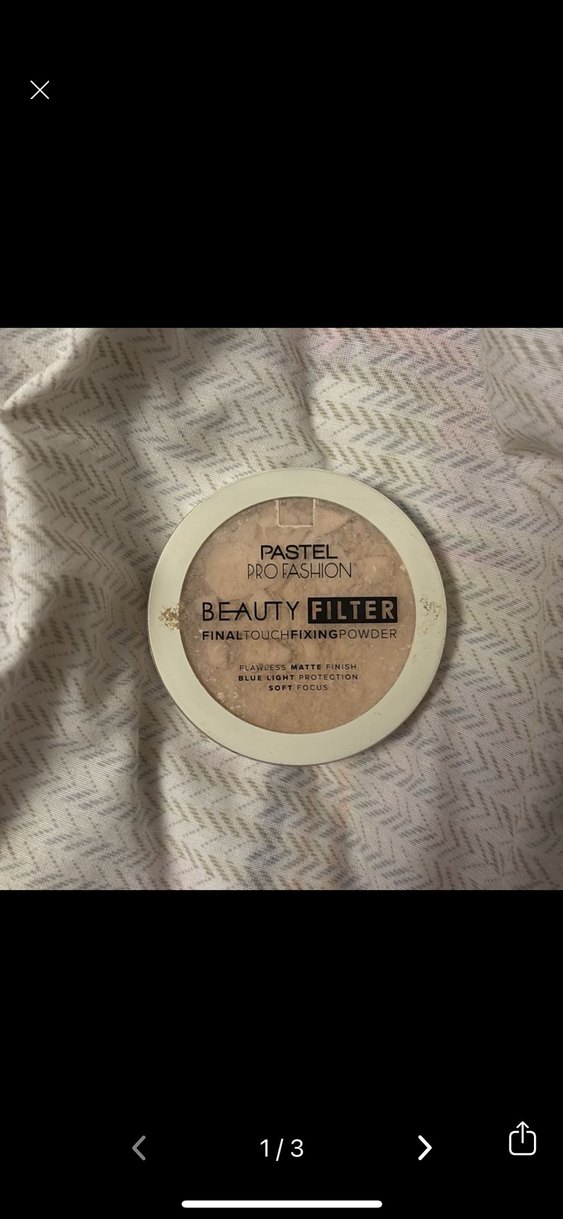 PASTEL
PRO FASHION
BEAUTY FILTER
FINALTOUCHFIXINGPOWDER
FLAWLESS MATTE FINISH
BLUE LIGHT PROTECTION
SOFT FOCUS
1 / 3